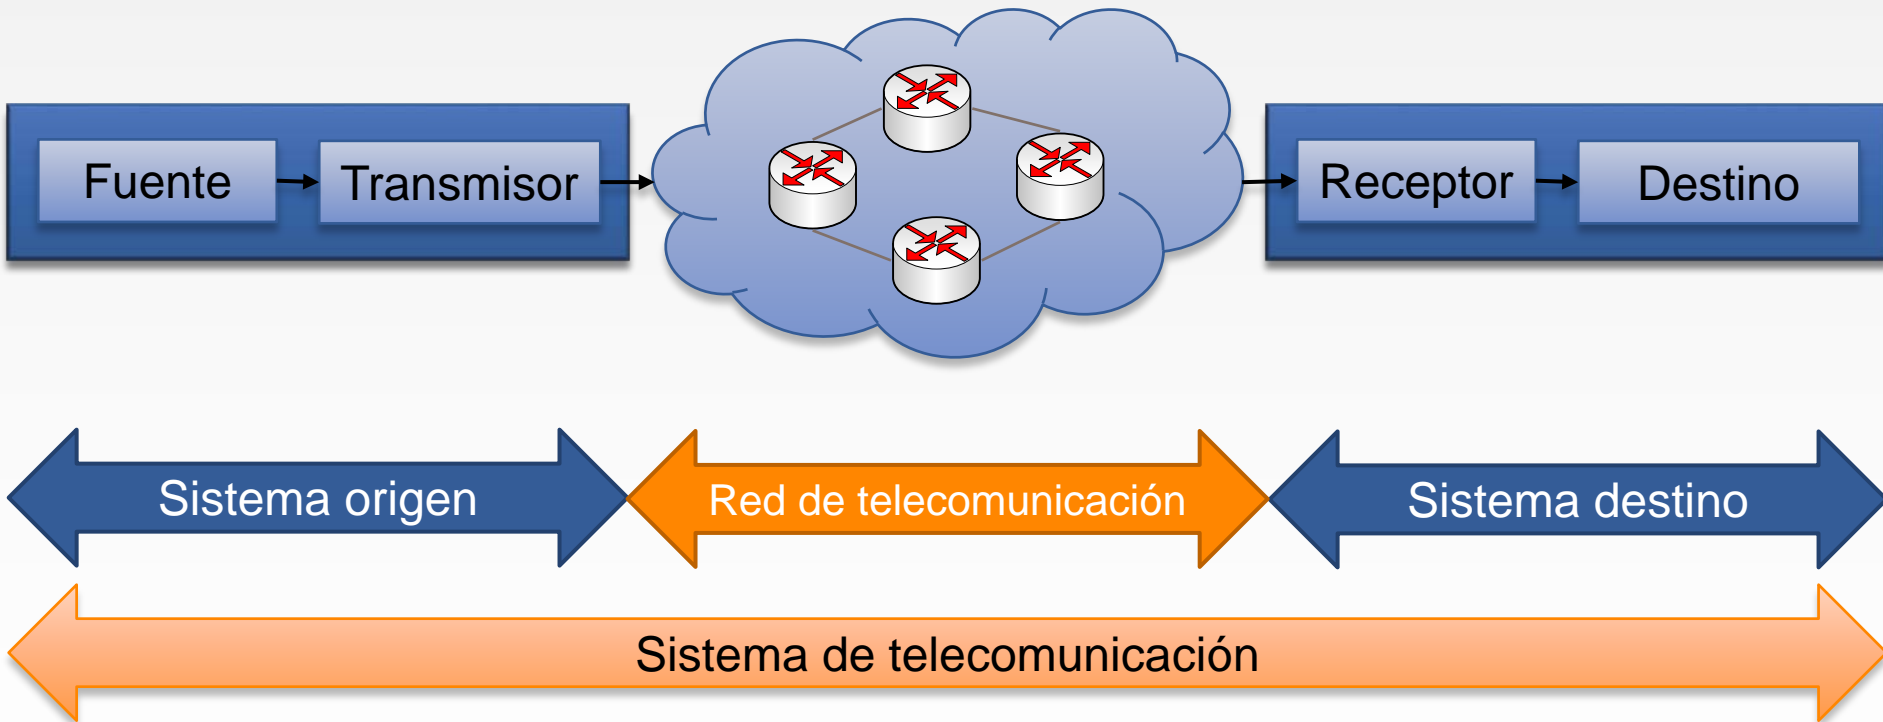 Fuente
Transmisor
Receptor
Destino
Sistema origen
Red de telecomunicación
Sistema destino
Sistema de telecomunicación